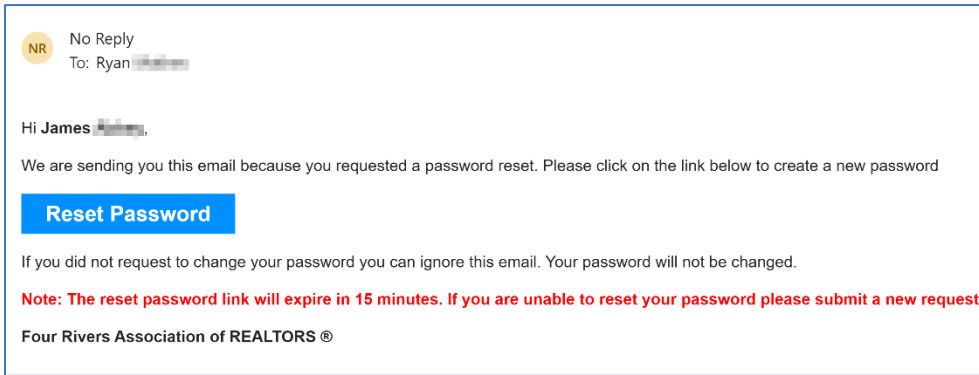 NR
No Reply
To: Ryan
Hi James ,
We are sending you this email because you requested a password reset. Please click on the link below to create a new password
Reset Password
If you did not request to change your password you can ignore this email. Your password will not be changed.
Note: The reset password link will expire in 15 minutes. If you are unable to reset your password please submit a new request
Four Rivers Association of REALTORS ®